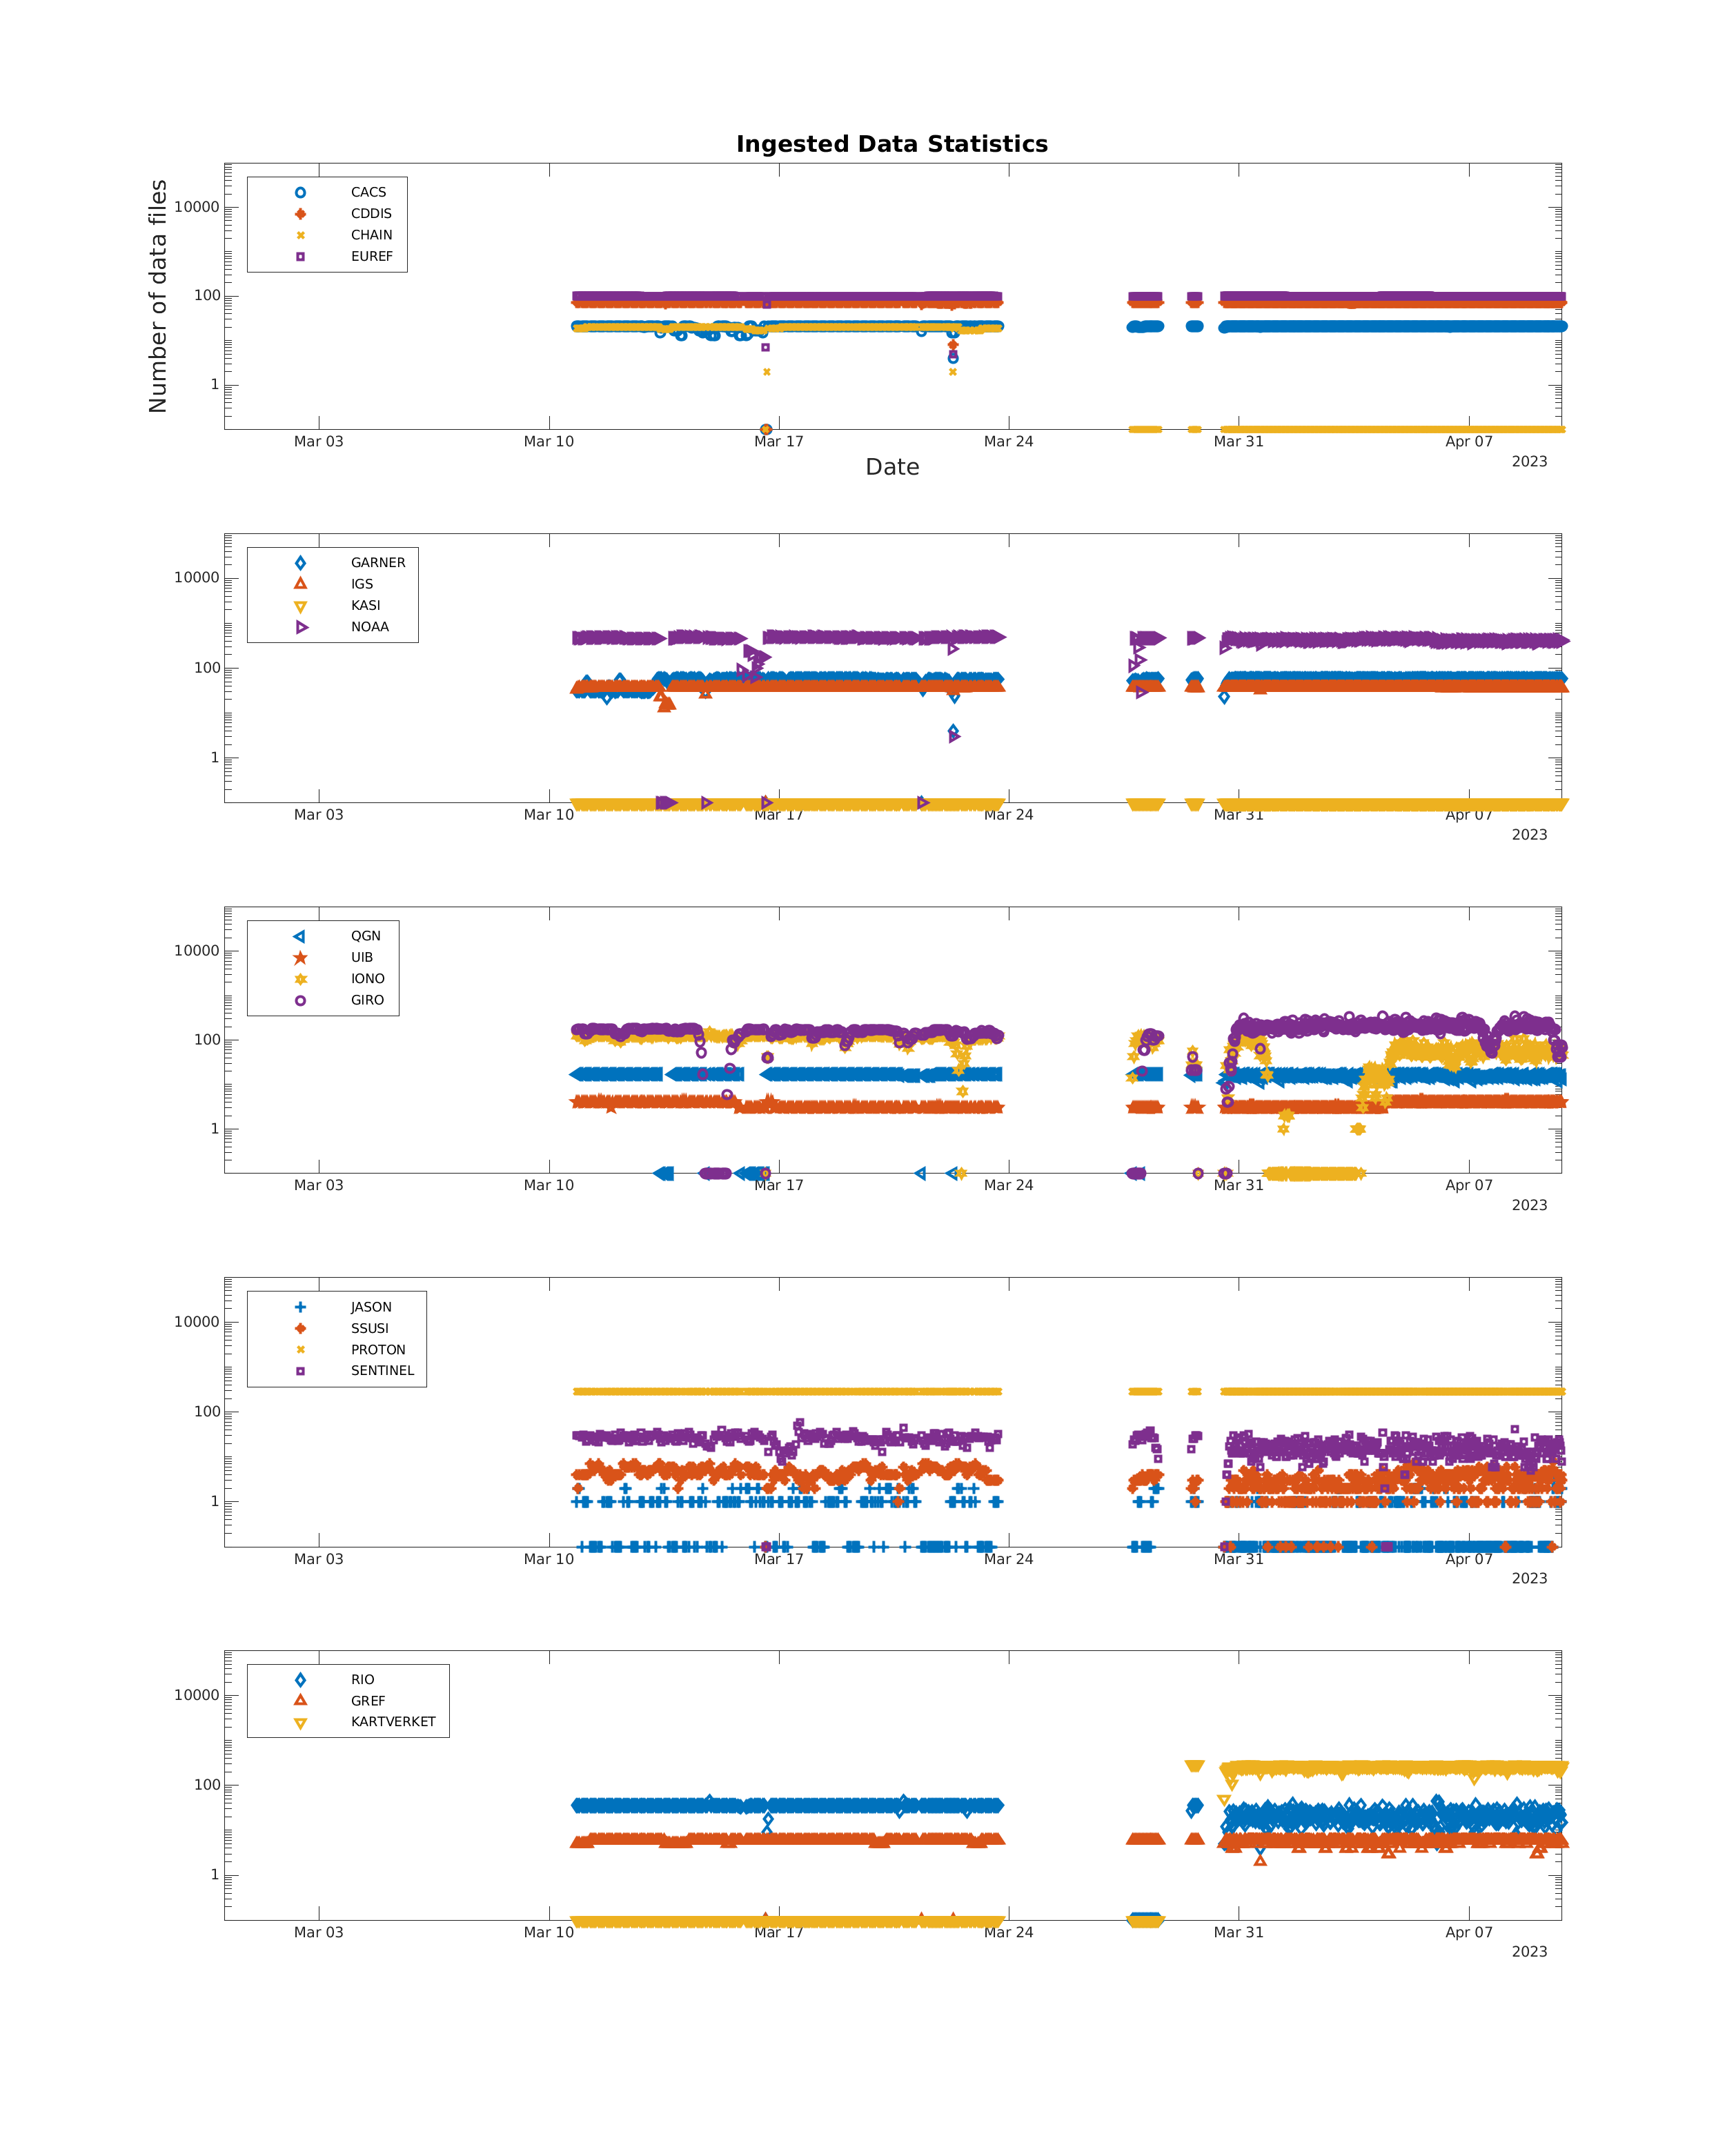 Ingested Data Statistics
Number of data files
10000
100
1
CACS
CDDIS
CHAIN
EUREF
Mar 03
Mar 10
Mar 17
Mar 24
Mar 31
Apr 07
2023
Date
10000
100
1
GARNER
IGS
KASI
NOAA
Mar 03
Mar 10
Mar 17
Mar 24
Mar 31
Apr 07
2023
10000
100
1
QGN
UIB
IONO
GIRO
Mar 03
Mar 10
Mar 17
Mar 24
Mar 31
Apr 07
2023
10000
100
1
JASON
SSUSI
PROTON
SENTINEL
Mar 03
Mar 10
Mar 17
Mar 24
Mar 31
Apr 07
2023
10000
100
1
RIO
GREF
KARTVERKET
Mar 03
Mar 10
Mar 17
Mar 24
Mar 31
Apr 07
2023